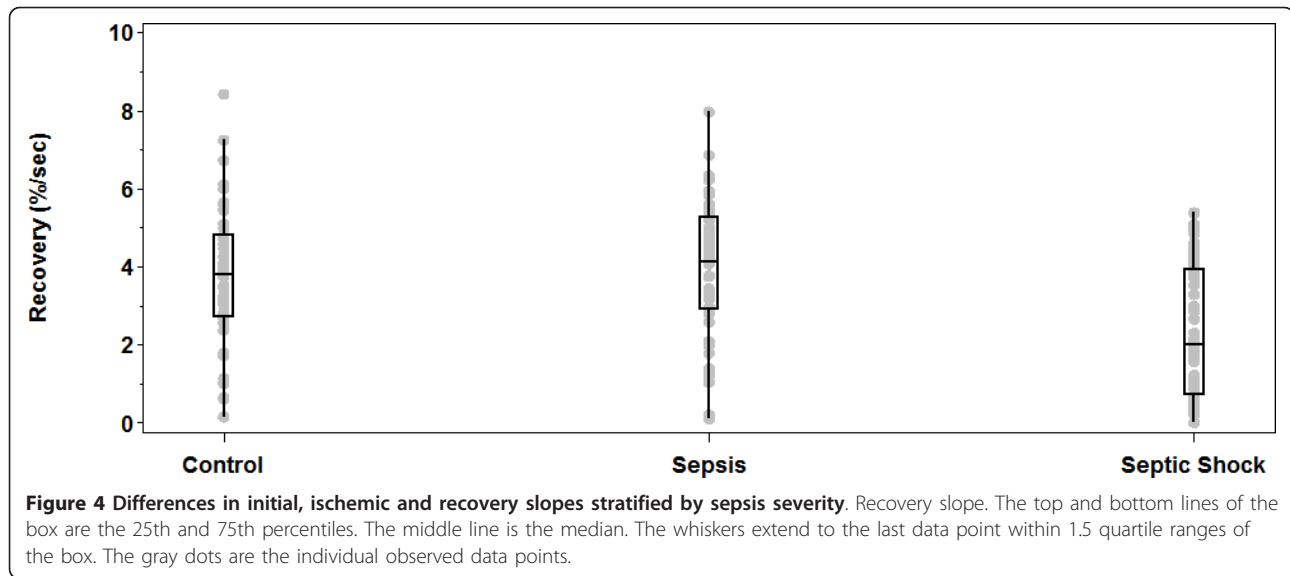 10
8
6
4
2
0
Recovery (%/sec)
Control Sepsis Septic Shock
Figure 4 Differences in initial, ischemic and recovery slopes stratified by sepsis severity. Recovery slope. The top and bottom lines of the
box are the 25th and 75th percentiles. The middle line is the median. The whiskers extend to the last data point within 1.5 quartile ranges of
the box. The gray dots are the individual observed data points.